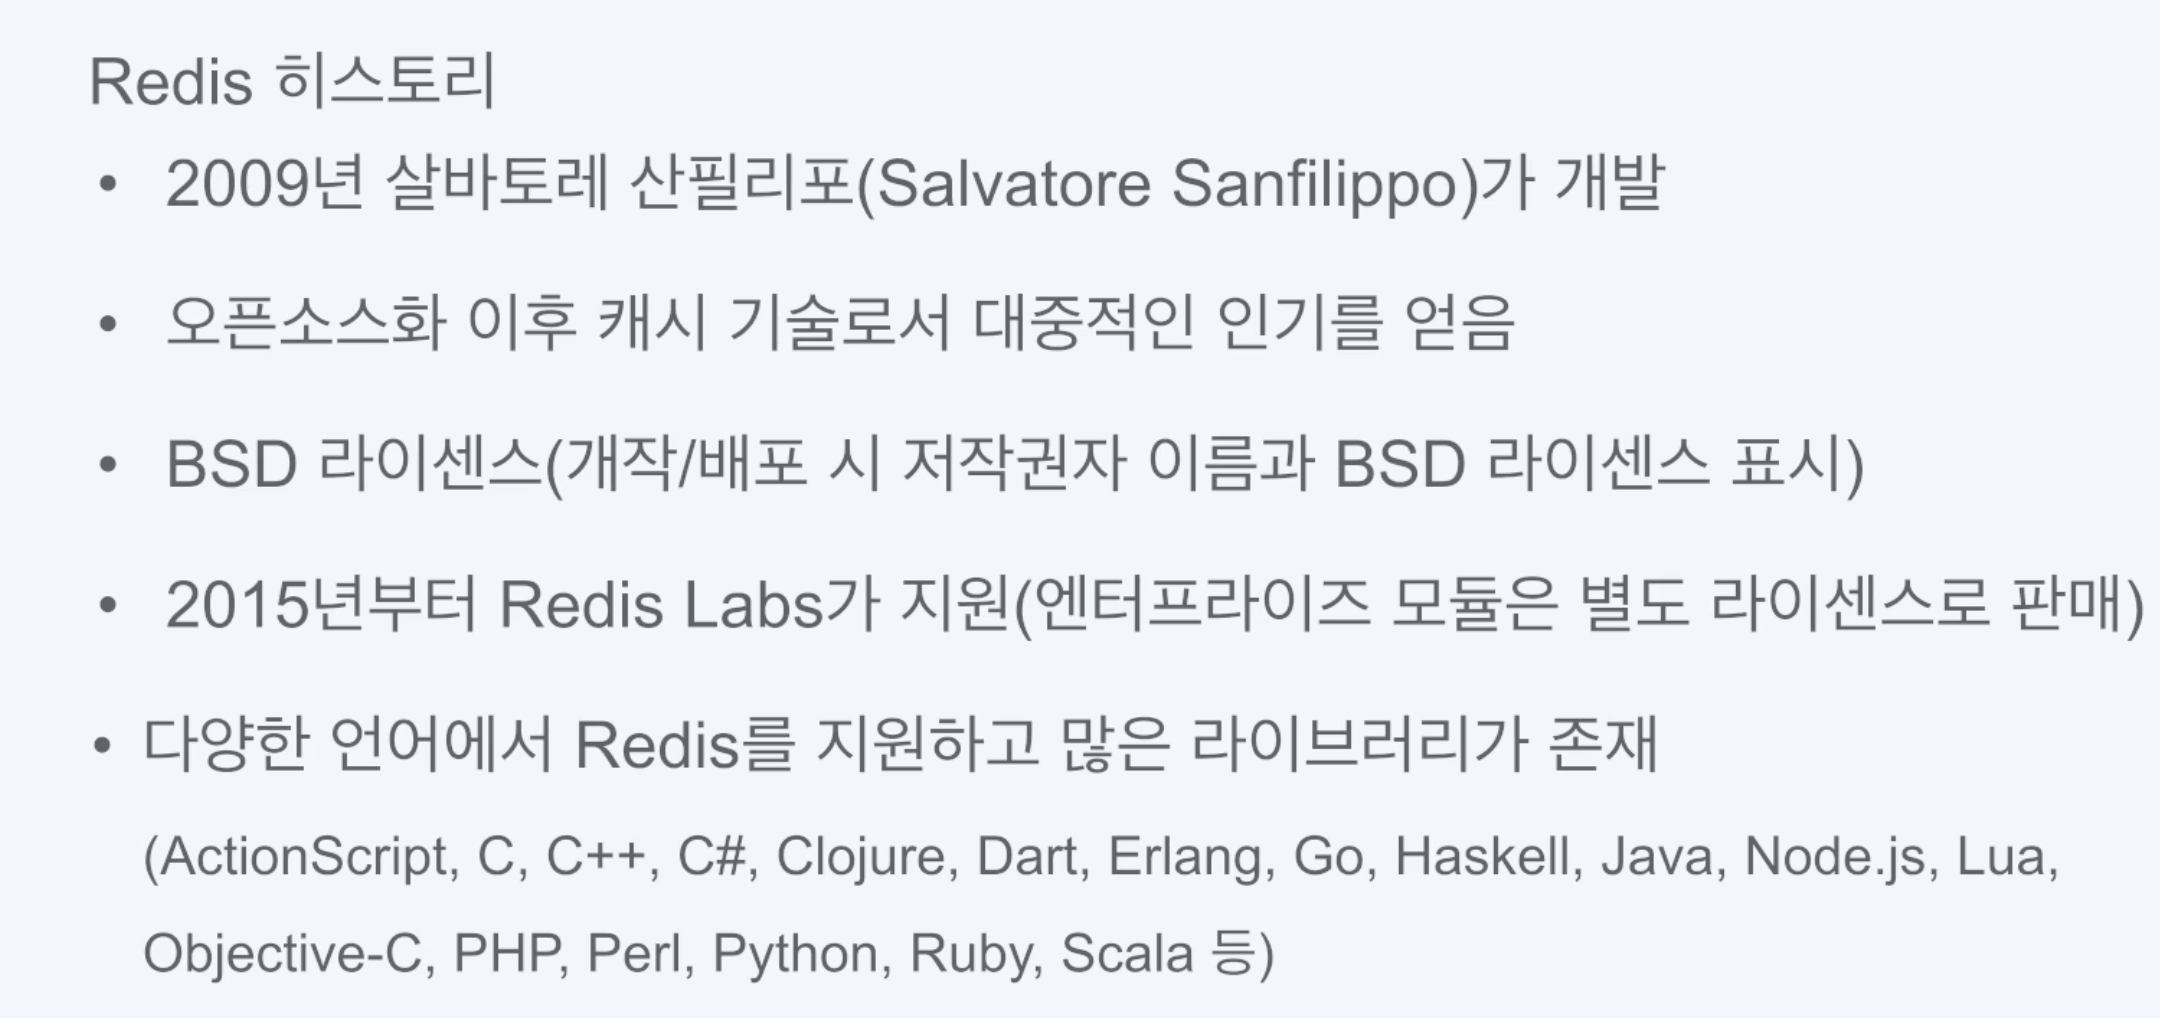 Redis 히스토리
• 2009년 살바토레 산필리포(Salvatore Sanfilippo)가 개발
• 오픈소스화 이후 캐시 기술로서 대중적인 인기를 얻음
• BSD 라이센스(개작/배포 시 저작권자 이름과 BSD 라이센스 표시)
• 2015년부터 Redis Labs가 지원(엔터프라이즈 모듈은 별도 라이센스로 판매)
• 다양한 언어에서 Redis를 지원하고 많은 라이브러리가 존재
(ActionScript, C, C++, C#, Clojure, Dart, Erlang, Go, Haskell, Java, Node.js, Lua,
Objective-C, PHP, Perl, Python, Ruby, Scala 등)